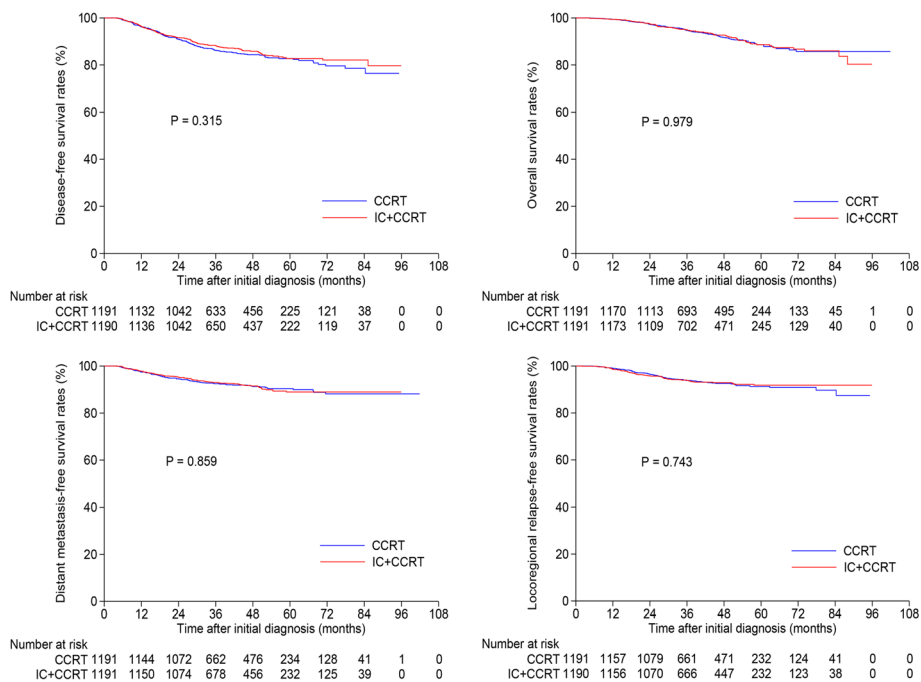 Disease-free survival rates (%)
100
80
60
40
20
0
P = 0.315
CCRT
IC+CCRT
0 12 24 36 48 60 72 84 96 108
Time after initial diagnosis (months)
Number at risk
CCRT 1191 1132 1042 633 456 225 121 38 0 0
IC+CCRT 1190 1136 1042 650 437 222 119 37 0 0
Overall survival rates (%)
100
80
60
40
20
0
P = 0.979
CCRT
IC+CCRT
0 12 24 36 48 60 72 84 96 108
Time after initial diagnosis (months)
Number at risk
CCRT 1191 1170 1113 693 495 244 133 45 1 0
IC+CCRT 1191 1173 1109 702 471 245 129 40 0 0
Distant metastasis-free survival rates (%)
100
80
60
40
20
0
P = 0.859
CCRT
IC+CCRT
0 12 24 36 48 60 72 84 96 108
Time after initial diagnosis (months)
Number at risk
CCRT 1191 1144 1072 662 476 234 128 41 1 0
IC+CCRT 1191 1150 1074 678 456 232 125 39 0 0
Locoregional relapse-free survival rates (%)
100
80
60
40
20
0
P = 0.743
CCRT
IC+CCRT
0 12 24 36 48 60 72 84 96 108
Time after initial diagnosis (months)
Number at risk
CCRT 1191 1157 1079 661 471 232 124 41 0 0
IC+CCRT 1190 1156 1070 666 447 232 123 38 0 0